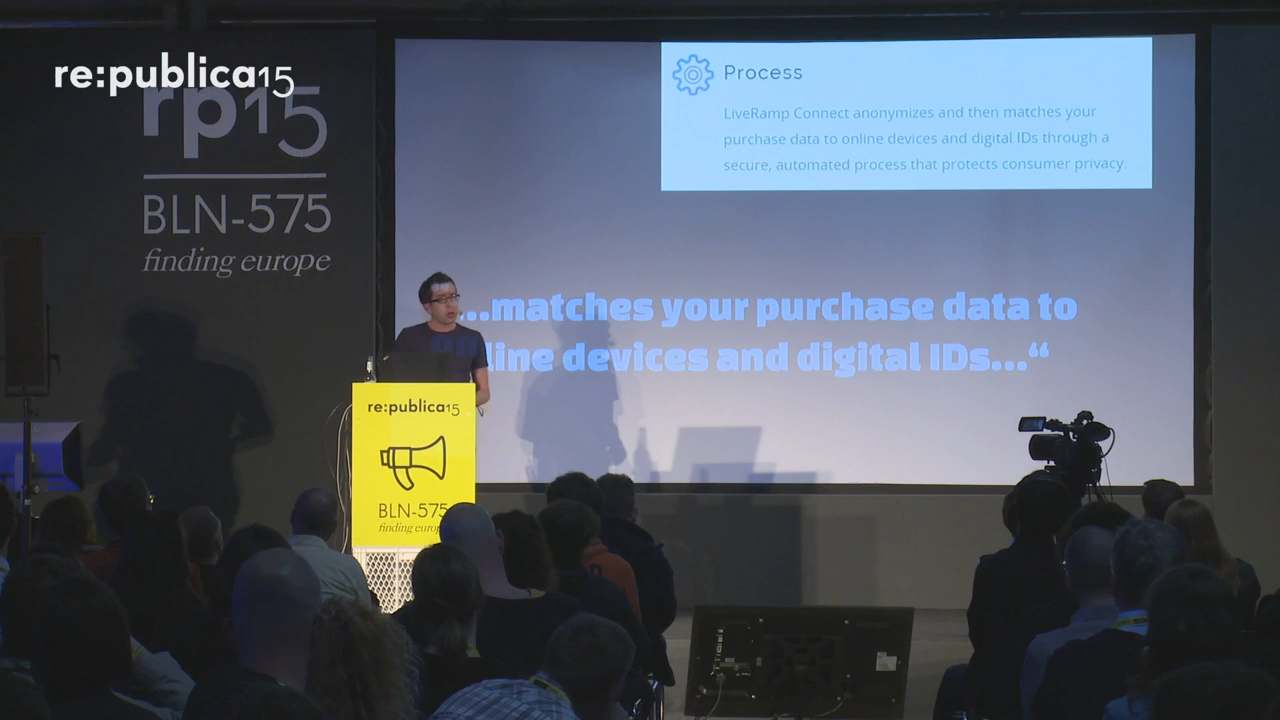 re:publica15
rp15
BLN-575
finding europe
Process
LiveRamp Connect anonymizes and then matches your
purchase data to online devices and digital IDs through a
secure, automated process that protects consumer privacy
...matches your purchase data to
online devices and digital IDs...“
re:publica15
BLN-575
finding europe